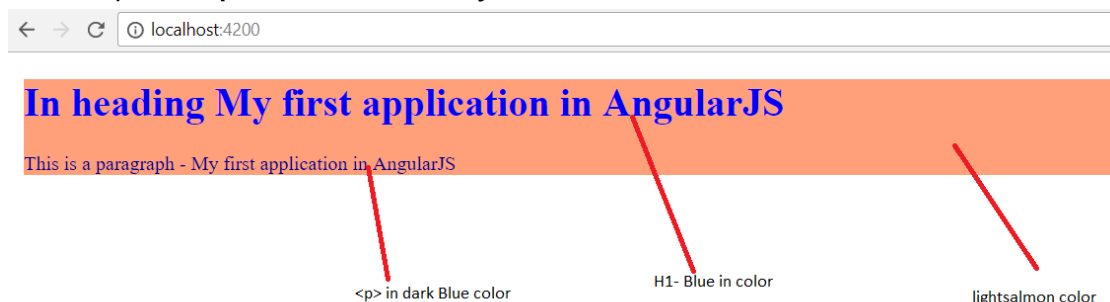 localhost:4200
In heading My first application in AngularJS
This is a paragraph - My first application in AngularJS
H1- Blue in color
<p> in dark Blue color
lightsalmon color